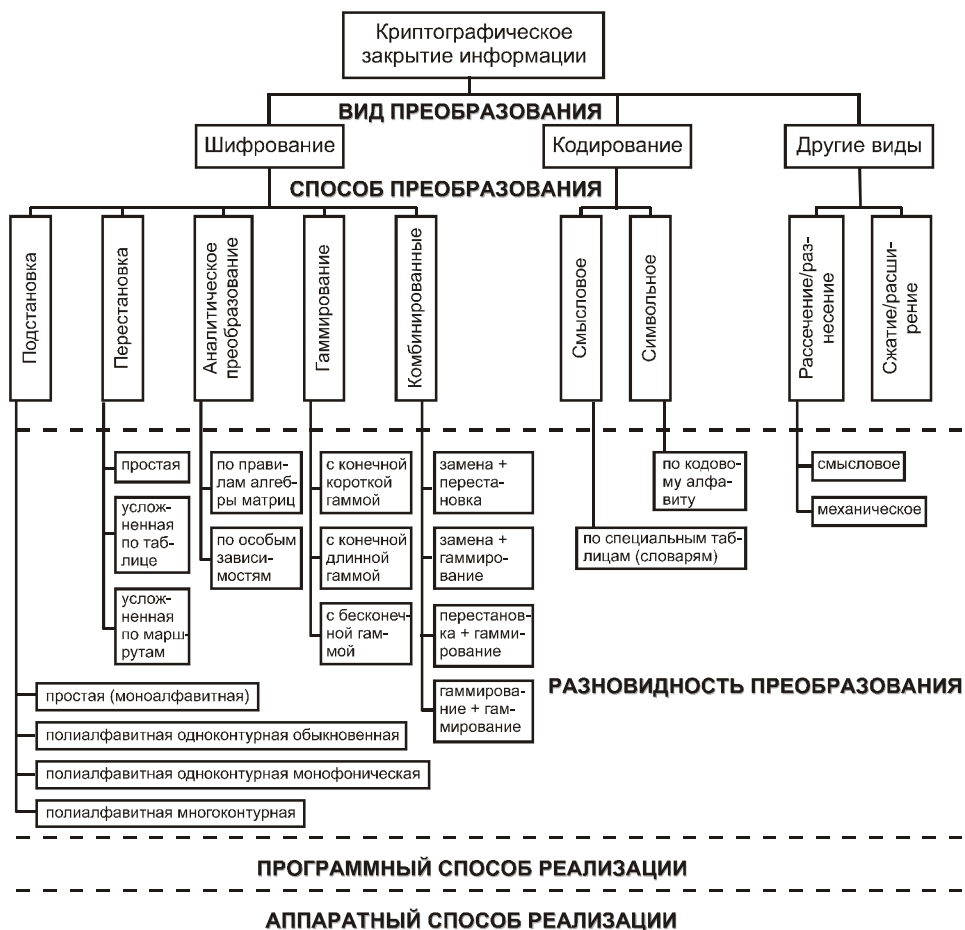 Криптографическое
закрытие информации
ВИД ПРЕОБРАЗОВАНИЯ
Шифрование
Кодирование
Другие виды
СПОСОБ ПРЕОБРАЗОВАНИЯ
Подстановка
Перестановка
Аналитическое
преобразование
Гаммирование
Комбинированные
Смысловое
Символьное
Рассечение/раз-
несение
Сжатие/расши-
рение
простая
услож-
ненная
по таб-
лице
услож-
ненная
по марш-
рутам
по прави-
лам алгеб-
ры матриц
по особым
зависи-
мостям
с конечной
короткой
гаммой
с конечной
длинной
гаммой
с бесконеч-
ной гам-
мой
замена +
переста-
новка
замена +
гаммиро-
вание
перестанов-
ка + гамми-
рование
гаммирова-
ние + гам-
мирование
по кодово-
му алфа-
виту
по специальным таб-
лицам (словарям)
смысловое
механическое
РАЗНОВИДНОСТЬ ПРЕОБРАЗОВАНИЯ
простая (моноалфавитная)
полиалфавитная одноконтурная обыкновенная
полиалфавитная одноконтурная монофоническая
полиалфавитная многоконтурная
ПРОГРАММНЫЙ СПОСОБ РЕАЛИЗАЦИИ
АППАРАТНЫЙ СПОСОБ РЕАЛИЗАЦИИ